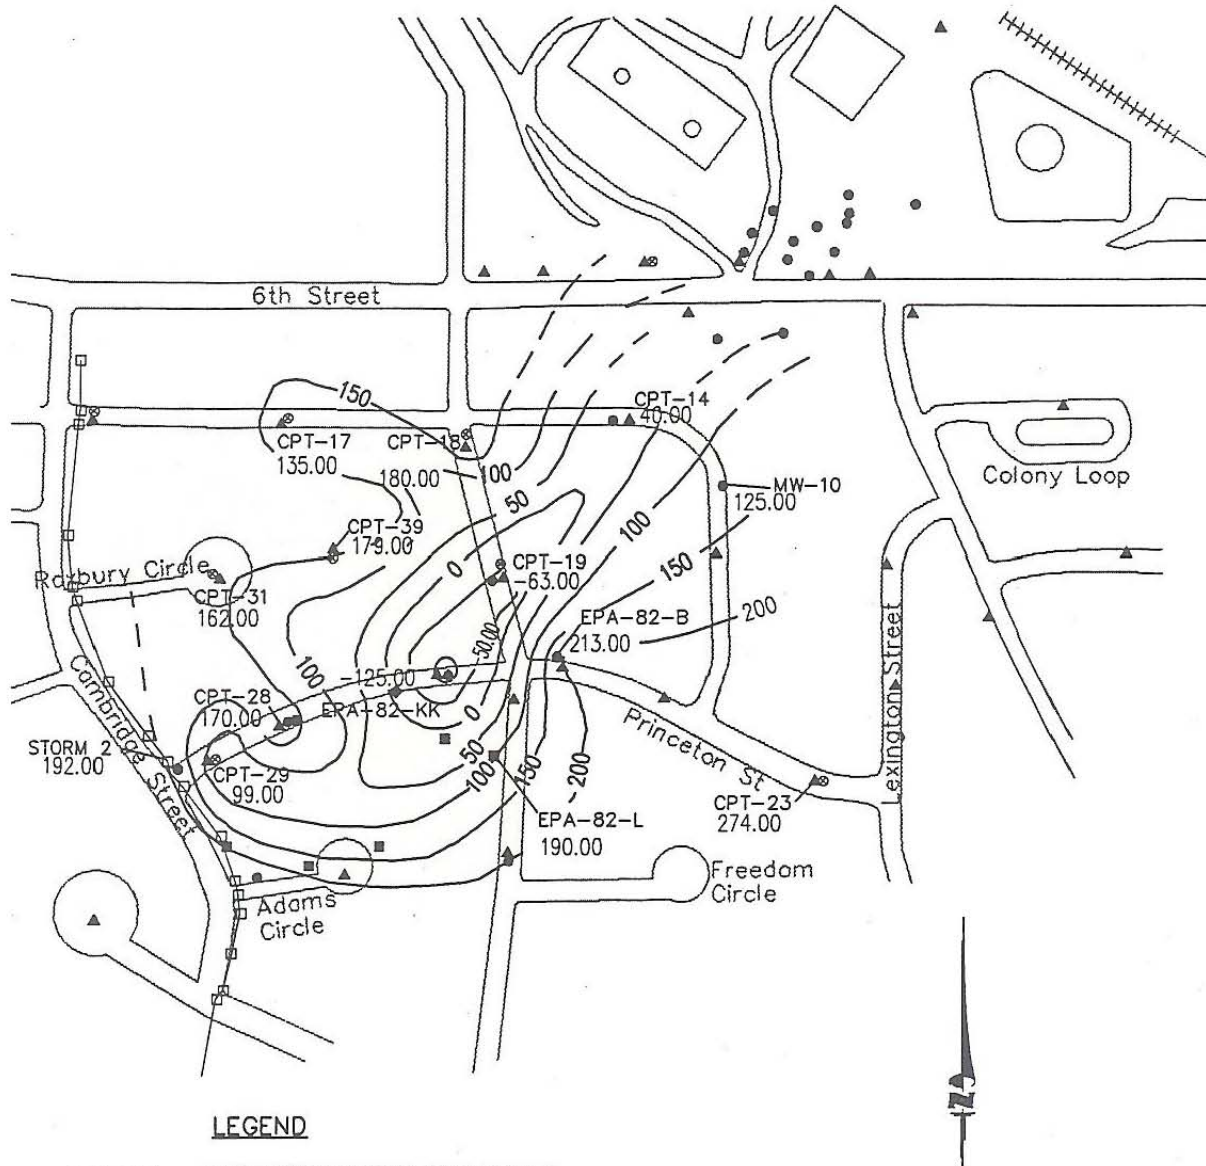 6th Street
150
CPT-14
40.00
CPT-17
135.00
CPT-18
180.00
100
50
MW-10
125.00
Colony Loop
CPT-39
179.00
100
150
0
CPT-19
-63.00
Roxbury Circle
CPT-31
162.00
EPA-82-B
213.00
200
50.00
-125.00
100
CPT-28
170.00
EPA-82-KK
0
Cambridge Street
Princeton St
Lexington Street
STORM 2
192.00
CPT-29
99.00
50
100
150
200
CPT-23
274.00
EPA-82-L
190.00
Freedom
Circle
Adams
Circle
N
LEGEND